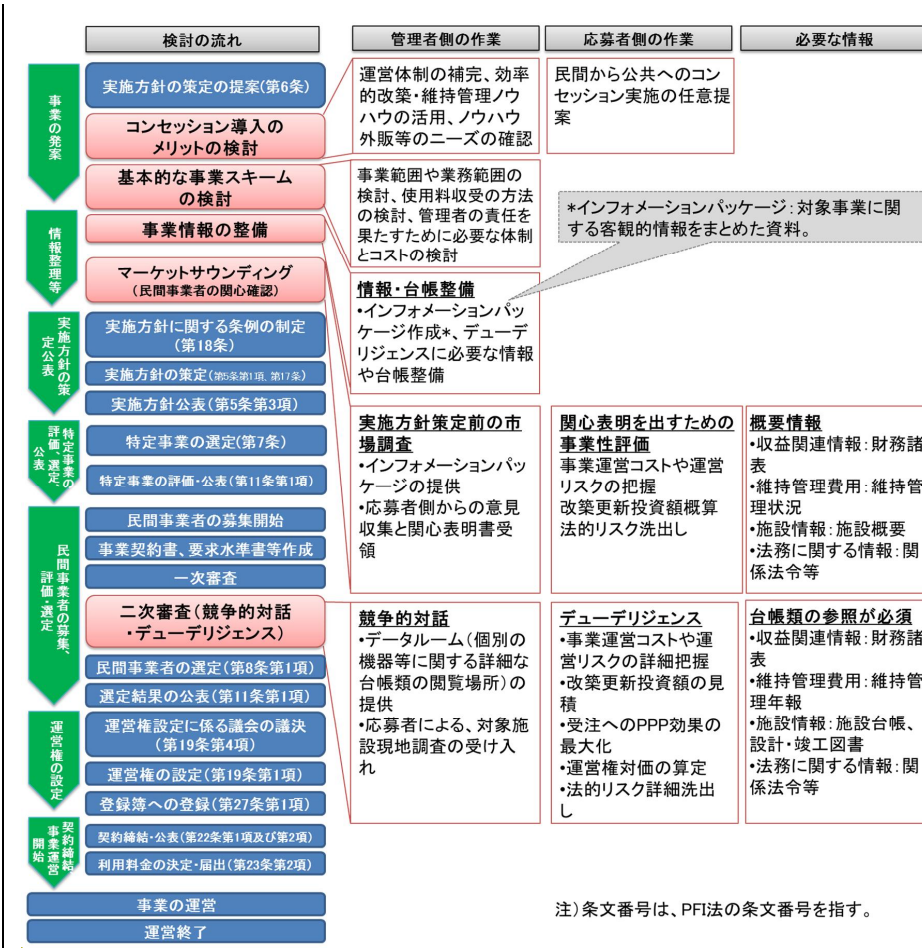 検討の流れ
管理者側の作業
応募者側の作業
必要な情報
事業の発案
実施方針の策定の提案(第6条)
コンセッション導入の
メリットの検討
基本的な事業スキーム
の検討
情報整理等
事業情報の整備
マーケットサウンディング
(民間事業者の関心確認)
実施方針の策
定公表
実施方針に関する条例の制定
(第18条)
実施方針の策定(第5条第1項、第17条)
実施方針公表(第5条第3項)
特定事業の
評価、選定、
公表
特定事業の選定(第7条)
特定事業の評価・公表(第11条第1項)
民間事業者の募集、
評価・選定
民間事業者の募集開始
事業契約書、要求水準書等作成
一次審査
二次審査(競争的対話
・デューデリジェンス)
民間事業者の選定(第8条第1項)
選定結果の公表(第11条第1項)
運営権の設定
運営権設定に係る議会の議決
(第19条第4項)
運営権の設定(第19条第1項)
登録簿への登録(第27条第1項)
契約締結、
事業運営
開始
契約締結・公表(第22条第1項及び第2項)
利用料金の決定・届出(第23条第2項)
事業の運営
運営終了
運営体制の補完、効率
的改築・維持管理ノウ
ハウの活用、ノウハウ
外販等のニーズの確認
民間から公共へのコン
セッション実施の任意提
案
事業範囲や業務範囲の
検討、使用料収受の方法
の検討、管理者の責任を
果たすために必要な体制
とコストの検討
*インフォメーションパッケージ:対象事業に関
する客観的情報をまとめた資料。
情報・台帳整備
•インフォメーションパッ
ケージ作成*、デューデ
リジェンスに必要な情報
や台帳整備
実施方針策定前の市
場調査
•インフォメーションパッ
ケージの提供
•応募者側からの意見
収集と関心表明書受
領
関心表明を出すための
事業性評価
事業運営コストや運営
リスクの把握
改築更新投資額概算
法的リスク洗出し
概要情報
•収益関連情報:財務諸
表
•維持管理費用:維持管
理状況
•施設情報:施設概要
•法務に関する情報:関
係法令等
競争的対話
•データルーム(個別の
機器等に関する詳細な
台帳類の閲覧場所)の
提供
•応募者による、対象施
設現地調査の受け入
れ
デューデリジェンス
•事業運営コストや運
営リスクの詳細把握
•改築更新投資額の見
積
•受注へのPPP効果の
最大化
•運営権対価の算定
•法的リスク詳細洗出
し
台帳類の参照が必須
•収益関連情報:財務諸
表
•維持管理費用:維持管
理年報
•施設情報:施設台帳、
設計・竣工図書
•法務に関する情報:関
係法令等
注)条文番号は、PFI法の条文番号を指す。